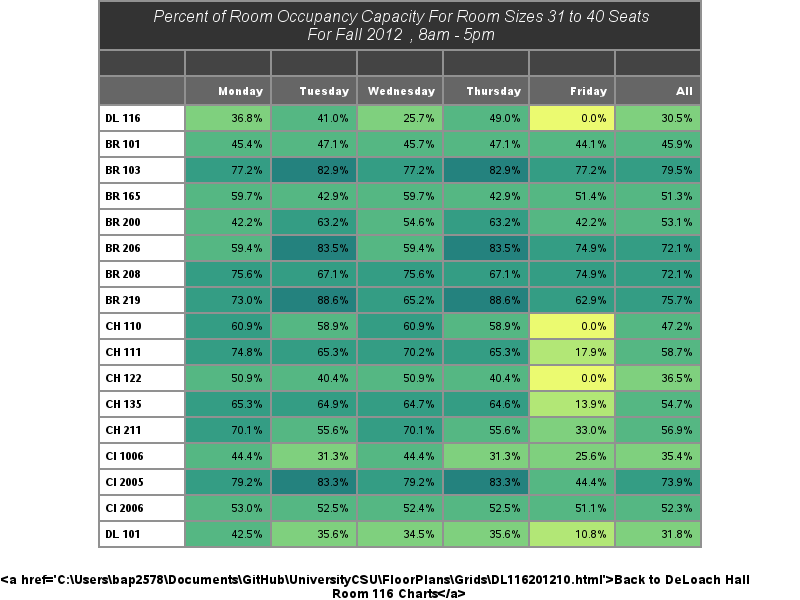 Percent of Room Occupancy Capacity For Room Sizes 31 to 40 Seats
For Fall 2012 , 8am - 5pm
Monday Tuesday Wednesday Thursday Friday All
DL 116 36.8% 41.0% 25.7% 49.0% 0.0% 30.5%
BR 101 45.4% 47.1% 45.7% 47.1% 44.1% 45.9%
BR 103 77.2% 82.9% 77.2% 82.9% 77.2% 79.5%
BR 165 59.7% 42.9% 59.7% 42.9% 51.4% 51.3%
BR 200 42.2% 63.2% 54.6% 63.2% 42.2% 53.1%
BR 206 59.4% 83.5% 59.4% 83.5% 74.9% 72.1%
BR 208 75.6% 67.1% 75.6% 67.1% 74.9% 72.1%
BR 219 73.0% 88.6% 65.2% 88.6% 62.9% 75.7%
CH 110 60.9% 58.9% 60.9% 58.9% 0.0% 47.2%
CH 111 74.8% 65.3% 70.2% 65.3% 17.9% 58.7%
CH 122 50.9% 40.4% 50.9% 40.4% 0.0% 36.5%
CH 135 65.3% 64.9% 64.7% 64.6% 13.9% 54.7%
CH 211 70.1% 55.6% 70.1% 55.6% 33.0% 56.9%
CI 1006 44.4% 31.3% 44.4% 31.3% 25.6% 35.4%
CI 2005 79.2% 83.3% 79.2% 83.3% 44.4% 73.9%
CI 2006 53.0% 52.5% 52.4% 52.5% 51.1% 52.3%
DL 101 42.5% 35.6% 34.5% 35.6% 10.8% 31.8%
<a href='C:\Users\bap2578\Documents\GitHub\UniversityCSU\FloorPlans\Grids\DL116201210.html'>Back to DeLoach Hall
Room 116 Charts</a>